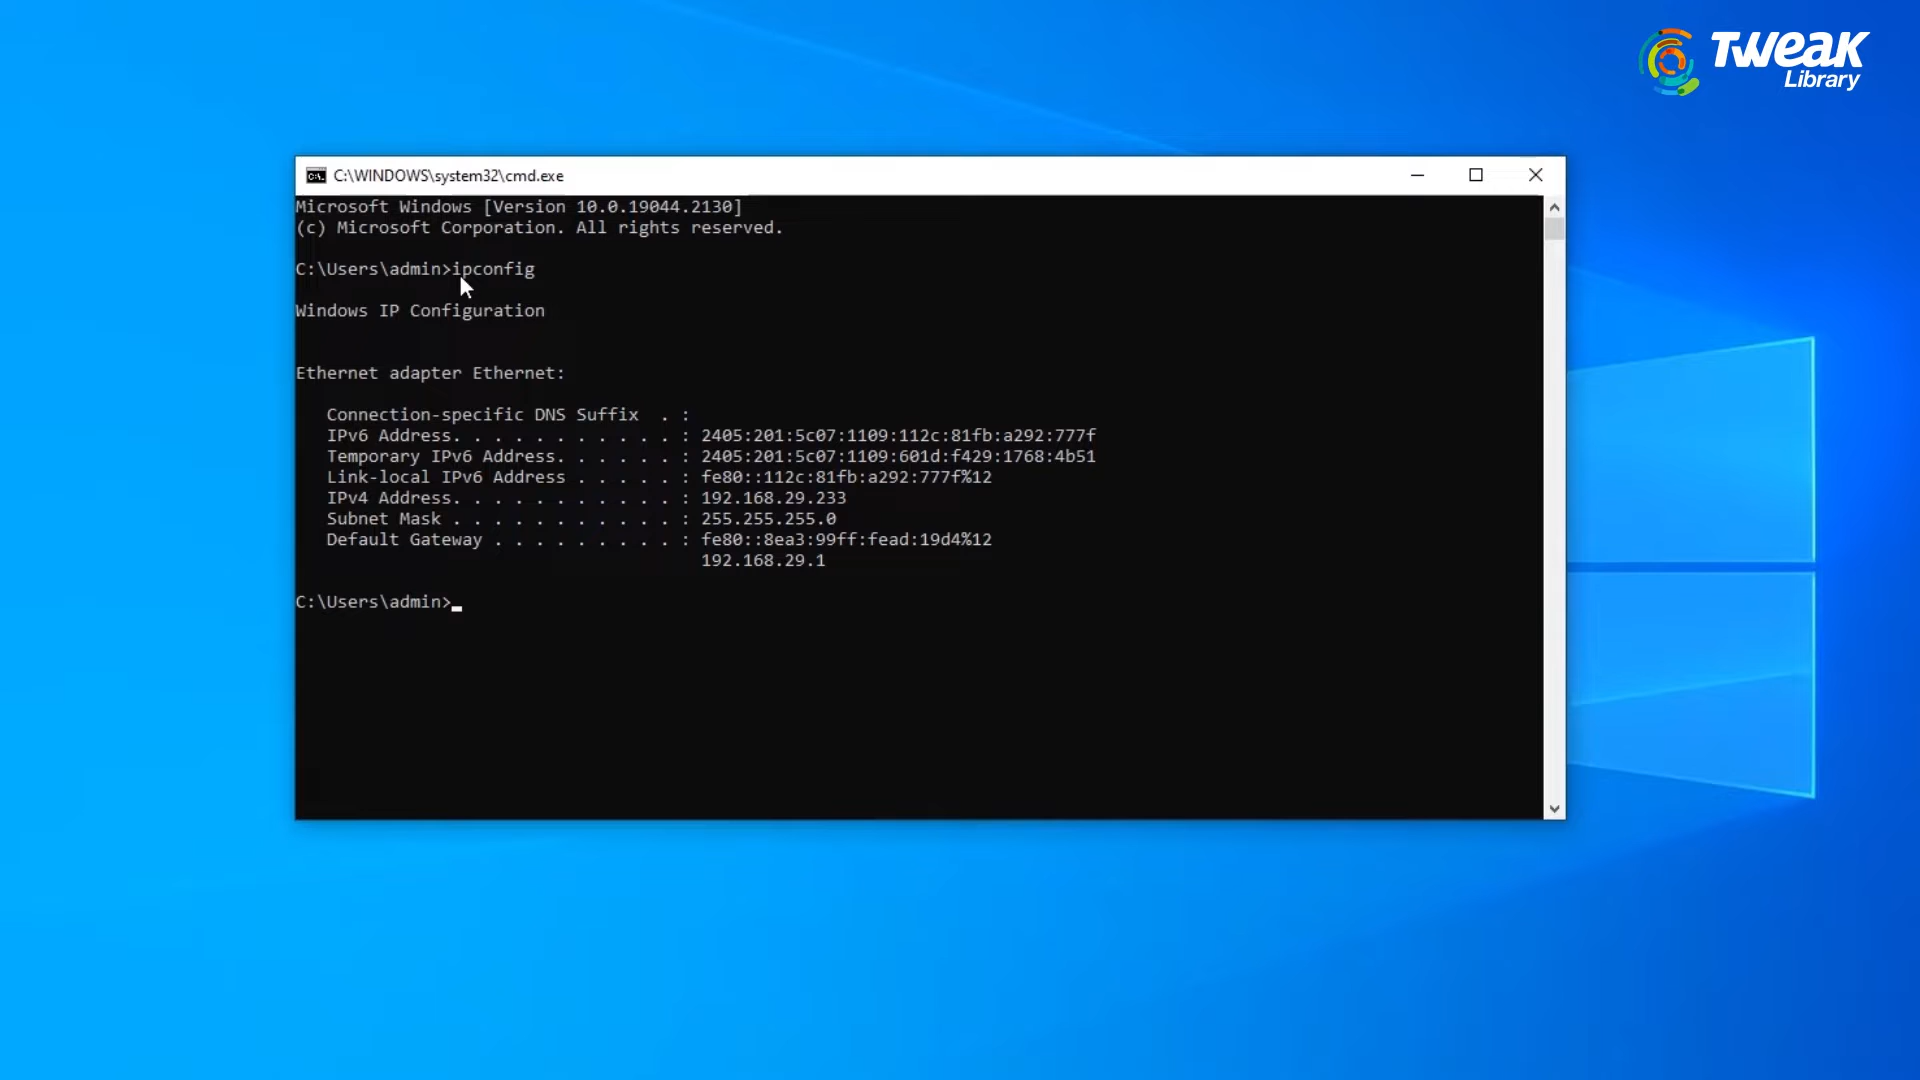 TWEAK
Library
C:\WINDOWS\system32\cmd.exe
Microsoft Windows [Version 10.0.19044.2130]
(c) Microsoft Corporation. All rights reserved.
C:\Users\admin>ipconfig
Windows IP Configuration
Ethernet adapter Ethernet:
Connection-specific DNS Suffix  . :
IPv6 Address. . . . . . . . . . . : 2405:201:5c07:1109:112c:81fb:a292:777f
Temporary IPv6 Address. . . . . . : 2405:201:5c07:1109:601d:f429:1768:4b51
Link-local IPv6 Address . . . . . : fe80::112c:81fb:a292:777f%12
IPv4 Address. . . . . . . . . . . : 192.168.29.233
Subnet Mask . . . . . . . . . . . : 255.255.255.0
Default Gateway . . . . . . . . . : fe80::8ea3:99ff:fead:19d4%12
192.168.29.1
C:\Users\admin>